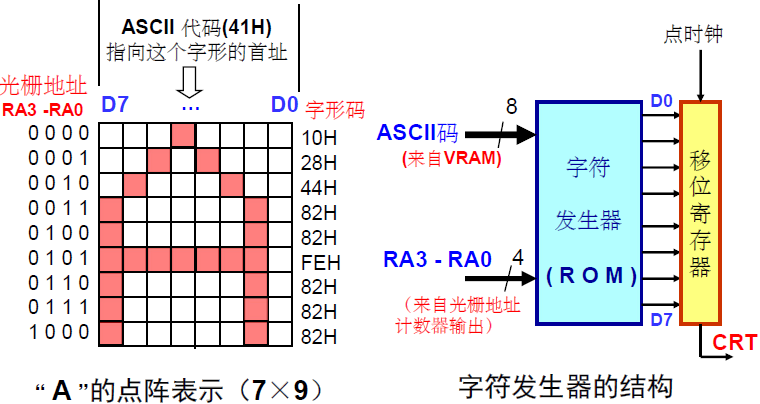 ASCII 代码(41H)
指向这个字形的首址
光栅地址
RA3 -RA0
D7 ... D0 字形码
0 0 0 0 10H
0 0 0 1 28H
0 0 1 0 44H
0 0 1 1 82H
0 1 0 0 82H
0 1 0 1 FEH
0 1 1 0 82H
0 1 1 1 82H
1 0 0 0 82H
“ A ”的点阵表示（7×9）
点时钟
D0
8
ASCII码
(来自VRAM)
RA3 - RA0
4
（来自光栅地址
计数器输出）
字符
发生器
( R O M )
移位寄存器
D7
CRT
字符发生器的结构